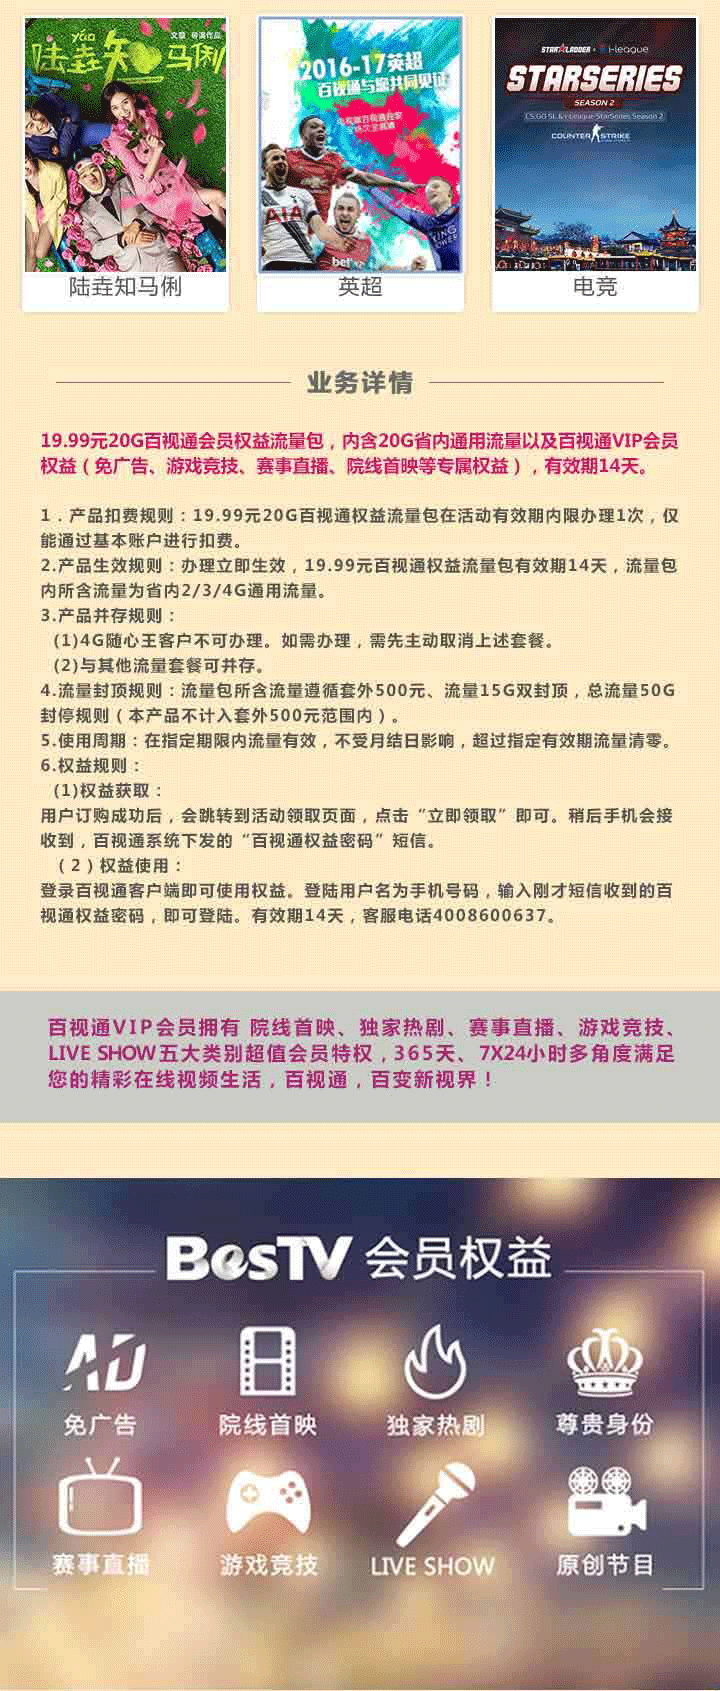 yao
陆垚知马俐
文章 导演作品
2016-17英超
百视通与您共同见证
AIA
KING
POWER
bet
STAR LADDER i-league
STARSERIES
SEASON 2
CS:GO SL & i-League StarSeries Season 2
COUNTER STRIKE
陆垚知马俐
英超
电竞
业务详情
19.99元20G百视通会员权益流量包，内含20G省内通用流量以及百视通VIP会员
权益（免广告、游戏竞技、赛事直播、院线首映等专属权益），有效期14天。
1．产品扣费规则：19.99元20G百视通权益流量包在活动有效期内限办理1次，仅
能通过基本账户进行扣费。
2.产品生效规则：办理立即生效，19.99元百视通权益流量包有效期14天，流量包
内所含流量为省内2/3/4G通用流量。
3.产品并存规则：
(1)4G随心王客户不可办理。如需办理，需先主动取消上述套餐。
(2)与其他流量套餐可并存。
4.流量封顶规则：流量包所含流量遵循套外500元、流量15G双封顶，总流量50G
封停规则（本产品不计入套外500元范围内）。
5.使用周期：在指定期限内流量有效，不受月结日影响，超过指定有效期流量清零。
6.权益规则：
(1)权益获取：
用户订购成功后，会跳转到活动领取页面，点击“立即领取”即可。稍后手机会接
收到，百视通系统下发的“百视通权益密码”短信。
（2）权益使用：
登录百视通客户端即可使用权益。登陆用户名为手机号码，输入刚才短信收到的百
视通权益密码，即可登陆。有效期14天，客服电话4008600637。
百视通VIP会员拥有 院线首映、独家热剧、赛事直播、游戏竞技、
LIVE SHOW五大类别超值会员特权，365天、7X24小时多角度满足
您的精彩在线视频生活，百视通，百变新视界！
BesTV 会员权益
AD
免广告 院线首映 独家热剧 尊贵身份
赛事直播 游戏竞技 LIVE SHOW 原创节目